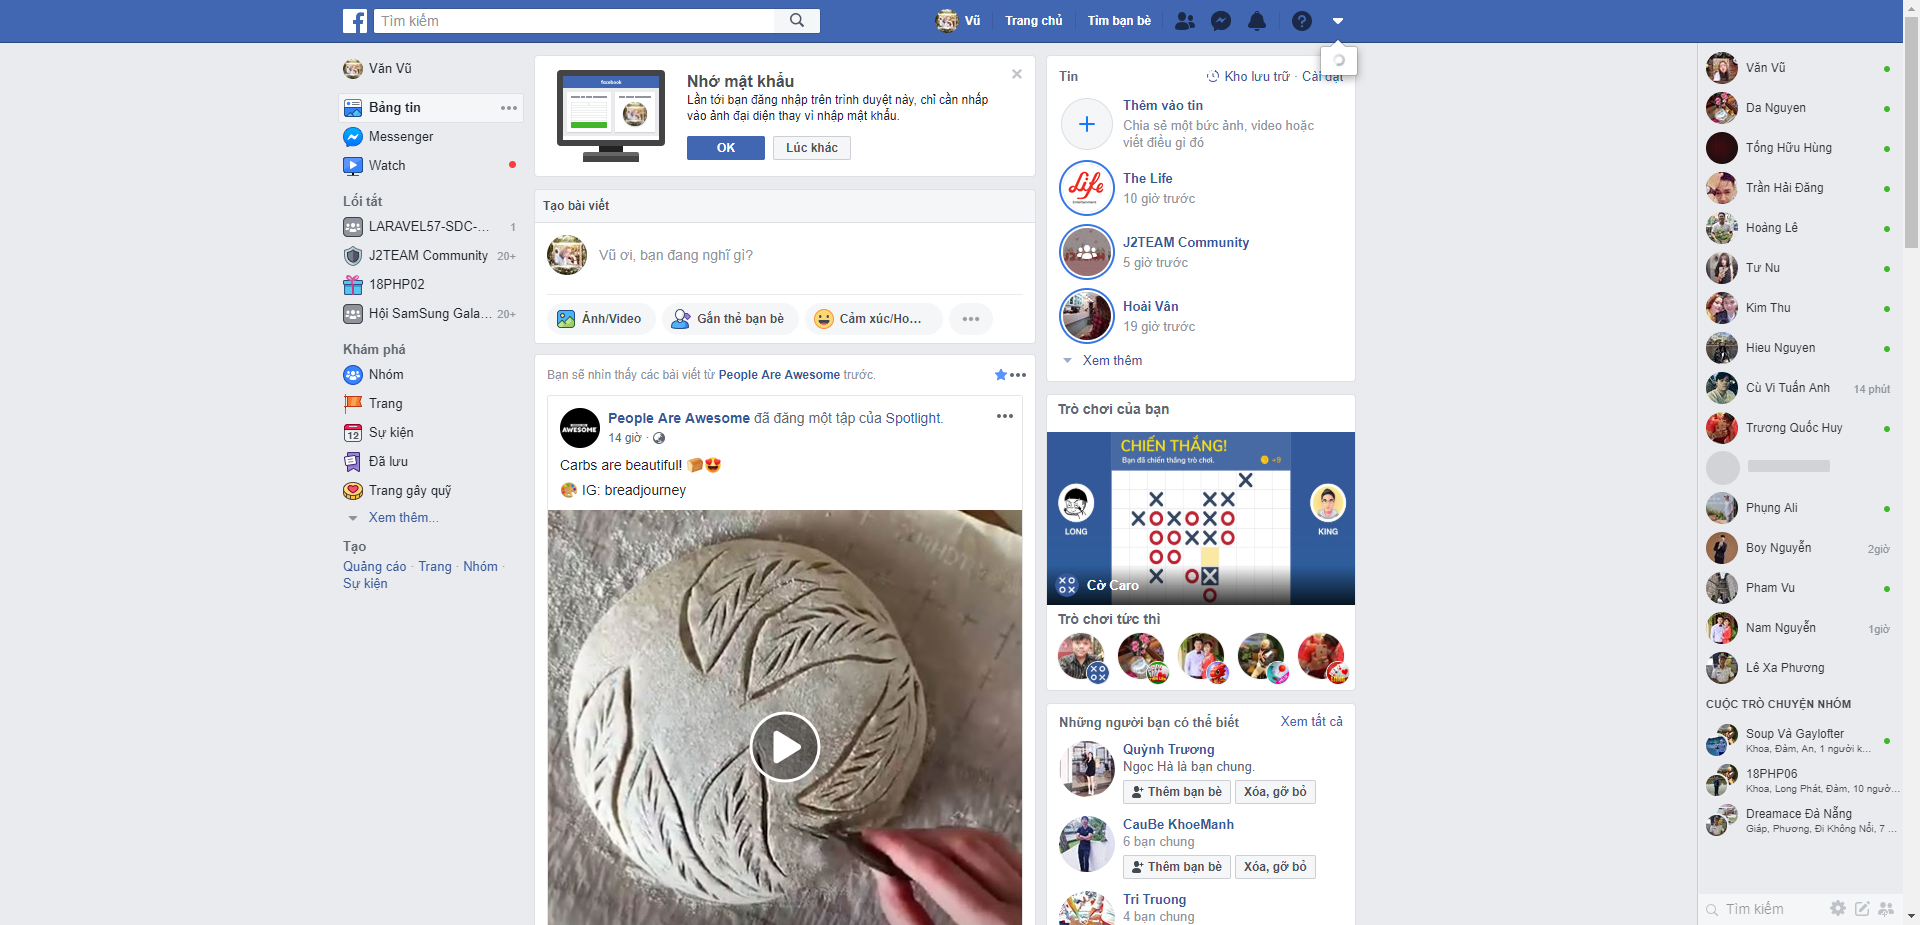 Tìm kiếm
Vũ
Trang chủ
Tìm bạn bè
Văn Vũ
Bảng tin
Messenger
Watch
Lối tắt
LARAVEL57-SDC-... 1
J2TEAM Community 20+
18PHP02
Hội SamSung Gala... 20+
Khám phá
Nhóm
Trang
Sự kiện
Đã lưu
Trang gây quỹ
Xem thêm...
Tạo
Quảng cáo · Trang · Nhóm ·
Sự kiện
facebook
Nhớ mật khẩu
Lần tới bạn đăng nhập trên trình duyệt này, chỉ cần nhấp
vào ảnh đại diện thay vì nhập mật khẩu.
OK
Lúc khác
Tạo bài viết
Vũ ơi, bạn đang nghĩ gì?
Ảnh/Video
Gắn thẻ bạn bè
Cảm xúc/Ho...
Bạn sẽ nhìn thấy các bài viết từ People Are Awesome trước.
AWESOME
People Are Awesome đã đăng một tập của Spotlight.
14 giờ ·
Carbs are beautiful! 🍞😍
🎨 IG: breadjourney
Tin
Kho lưu trữ · Cài đặt
Thêm vào tin
Chia sẻ một bức ảnh, video hoặc
viết điều gì đó
Life
The Life
10 giờ trước
J2TEAM Community
5 giờ trước
Hoài Vân
19 giờ trước
Xem thêm
Trò chơi của bạn
CHIẾN THẮNG!
Bạn đã chiến thắng trò chơi.
+9
LONG
KING
Cờ Caro
Trò chơi tức thì
Những người bạn có thể biết
Xem tất cả
Quỳnh Trương
Ngọc Hà là bạn chung.
Thêm bạn bè
Xóa, gỡ bỏ
CauBe KhoeManh
6 bạn chung
Thêm bạn bè
Xóa, gỡ bỏ
Tri Truong
4 bạn chung
Văn Vũ
Da Nguyen
Tống Hữu Hùng
Trần Hải Đăng
Hoàng Lê
Tư Nu
Kim Thu
Hieu Nguyen
Cù Vi Tuấn Anh 14 phút
Trương Quốc Huy
Phụng Ali
Boy Nguyễn 2giờ
Pham Vu
Nam Nguyễn 1giờ
Lê Xa Phương
CUỘC TRÒ CHUYỆN NHÓM
Soup Và Gaylofter
Khoa, Đàm, An, 1 người k...
18PHP06
Khoa, Long Phát, Đàm, 10 ngườ...
Dreamace Đà Nẵng
Giáp, Phương, Đi Không Nổi, 7 ...
Tìm kiếm